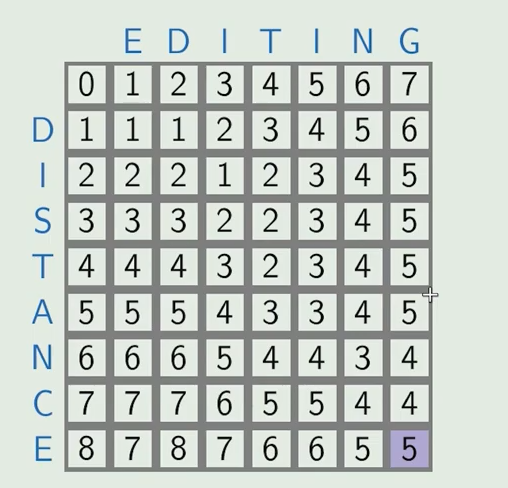 E D I T I N G
0 1 2 3 4 5 6 7
D 1 1 1 2 3 4 5 6
I 2 2 2 1 2 3 4 5
S 3 3 3 2 2 3 4 5
T 4 4 4 3 2 3 4 5
A 5 5 5 4 3 3 4 5
N 6 6 6 5 4 4 3 4
C 7 7 7 6 5 5 4 4
E 8 7 8 7 6 6 5 5